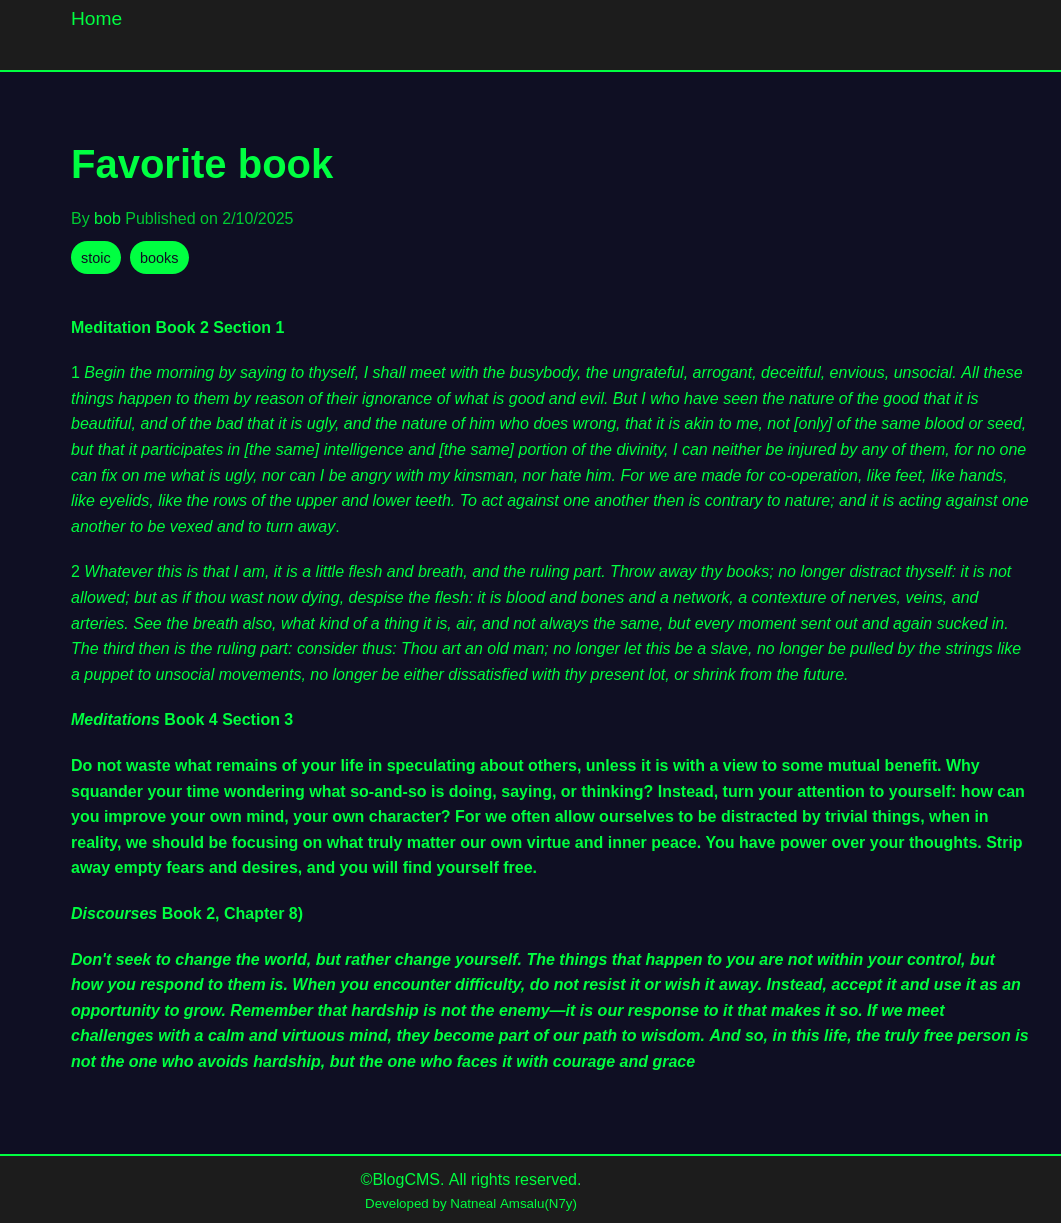 Home
Favorite book
By bob Published on 2/10/2025
stoic books
Meditation Book 2 Section 1
1 Begin the morning by saying to thyself, I shall meet with the busybody, the ungrateful, arrogant, deceitful, envious, unsocial. All these
things happen to them by reason of their ignorance of what is good and evil. But I who have seen the nature of the good that it is
beautiful, and of the bad that it is ugly, and the nature of him who does wrong, that it is akin to me, not [only] of the same blood or seed,
but that it participates in [the same] intelligence and [the same] portion of the divinity, I can neither be injured by any of them, for no one
can fix on me what is ugly, nor can I be angry with my kinsman, nor hate him. For we are made for co-operation, like feet, like hands,
like eyelids, like the rows of the upper and lower teeth. To act against one another then is contrary to nature; and it is acting against one
another to be vexed and to turn away.
2 Whatever this is that I am, it is a little flesh and breath, and the ruling part. Throw away thy books; no longer distract thyself: it is not
allowed; but as if thou wast now dying, despise the flesh: it is blood and bones and a network, a contexture of nerves, veins, and
arteries. See the breath also, what kind of a thing it is, air, and not always the same, but every moment sent out and again sucked in.
The third then is the ruling part: consider thus: Thou art an old man; no longer let this be a slave, no longer be pulled by the strings like
a puppet to unsocial movements, no longer be either dissatisfied with thy present lot, or shrink from the future.
Meditations Book 4 Section 3
Do not waste what remains of your life in speculating about others, unless it is with a view to some mutual benefit. Why
squander your time wondering what so-and-so is doing, saying, or thinking? Instead, turn your attention to yourself: how can
you improve your own mind, your own character? For we often allow ourselves to be distracted by trivial things, when in
reality, we should be focusing on what truly matter our own virtue and inner peace. You have power over your thoughts. Strip
away empty fears and desires, and you will find yourself free.
Discourses Book 2, Chapter 8)
Don't seek to change the world, but rather change yourself. The things that happen to you are not within your control, but
how you respond to them is. When you encounter difficulty, do not resist it or wish it away. Instead, accept it and use it as an
opportunity to grow. Remember that hardship is not the enemy—it is our response to it that makes it so. If we meet
challenges with a calm and virtuous mind, they become part of our path to wisdom. And so, in this life, the truly free person is
not the one who avoids hardship, but the one who faces it with courage and grace
©BlogCMS. All rights reserved.
Developed by Natneal Amsalu(N7y)